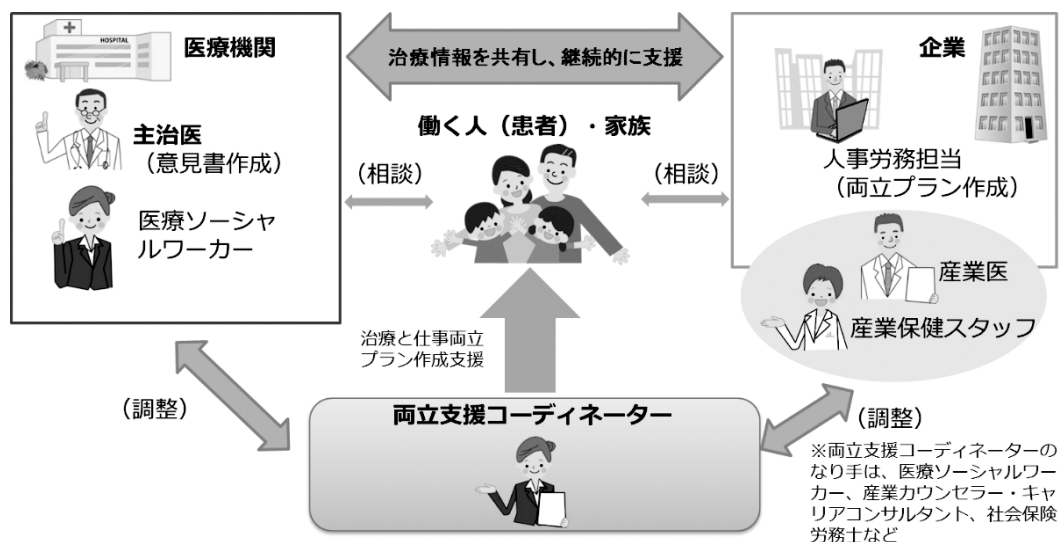 HOSPITAL
医療機関
主治医
（意見書作成）
医療ソーシャ
ルワーカー
治療情報を共有し、継続的に支援
働く人（患者）・家族
（相談）
（相談）
企業
人事労務担当
（両立プラン作成）
産業医
産業保健スタッフ
治療と仕事両立
プラン作成支援
（調整）
両立支援コーディネーター
（調整）
※両立支援コーディネーターの
なり手は、医療ソーシャルワー
カー、産業カウンセラー・キャ
リアコンサルタント、社会保険
労務士など